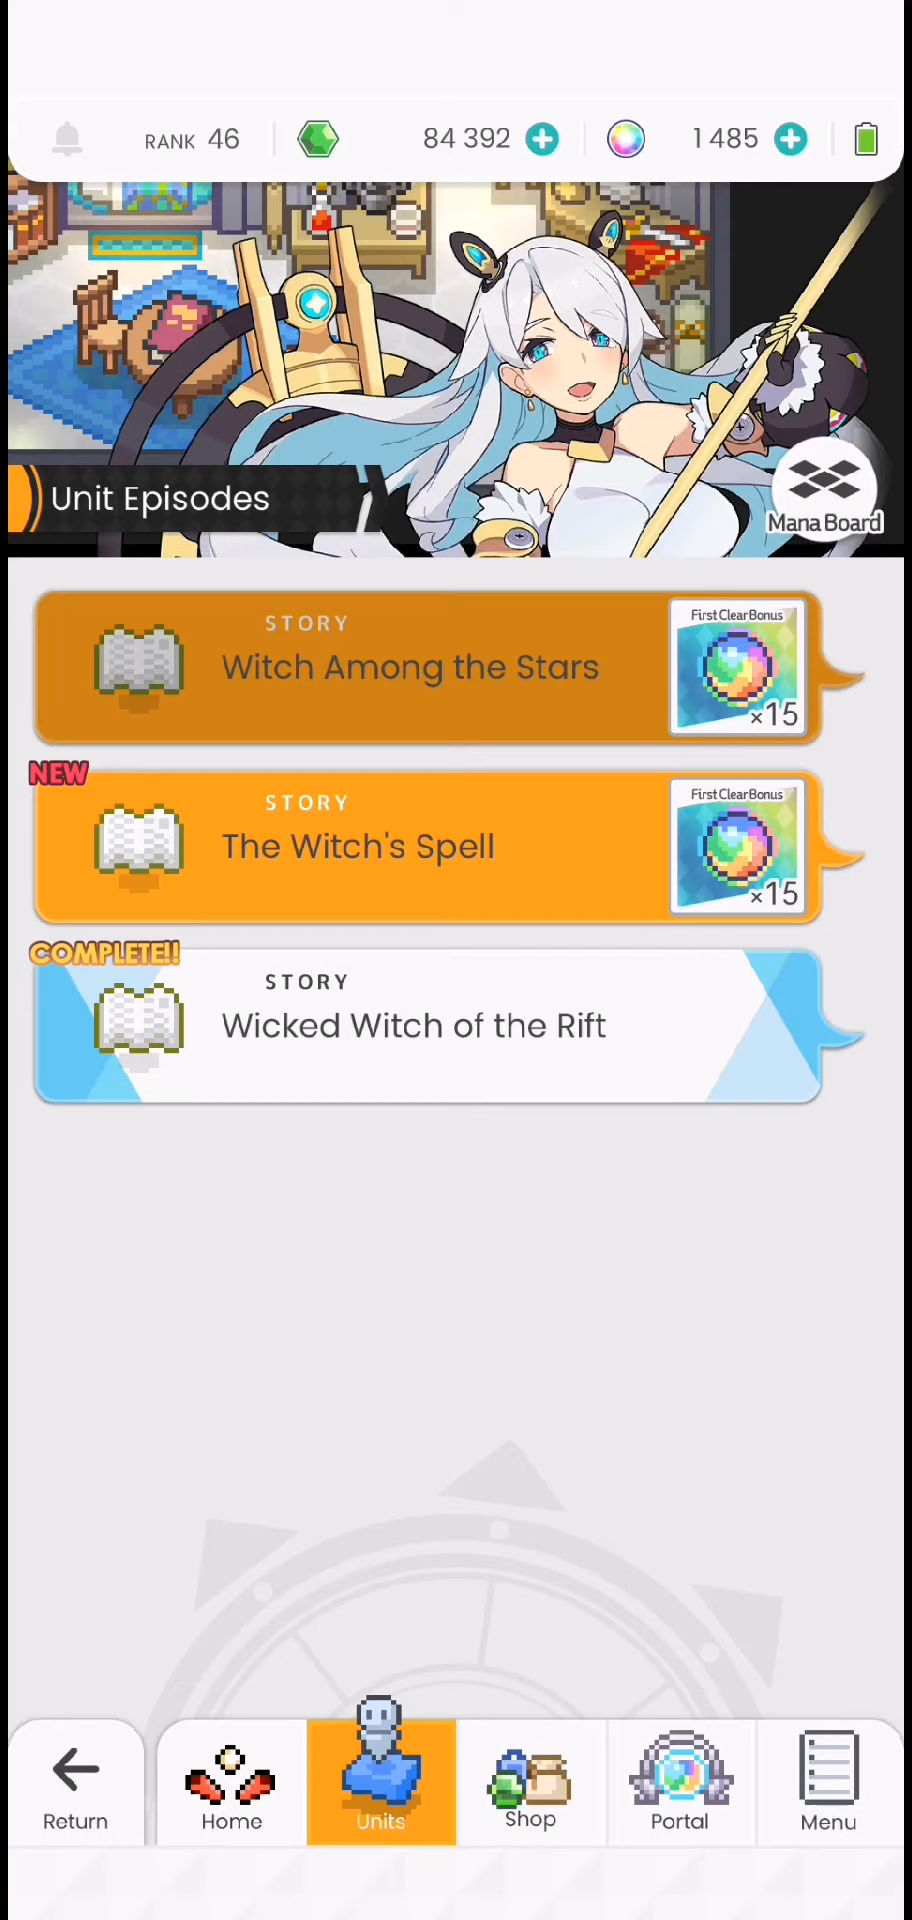 RANK 46 84 392 1 485
Unit Episodes
Mana Board
STORY
First Clear Bonus
Witch Among the Stars
×15
NEW
STORY
First Clear Bonus
The Witch's Spell
×15
COMPLETE!!
STORY
Wicked Witch of the Rift
Return Home Units Shop Portal Menu